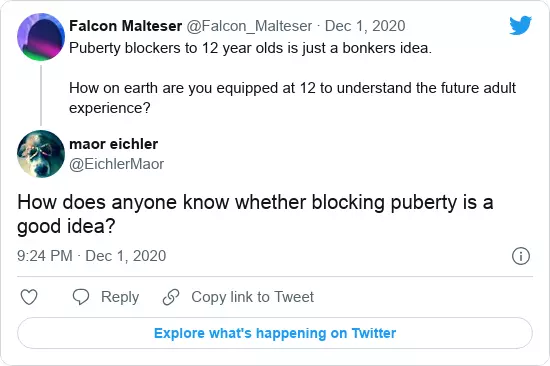 Falcon Malteser @Falcon_Malteser · Dec 1, 2020
Puberty blockers to 12 year olds is just a bonkers idea.
How on earth are you equipped at 12 to understand the future adult
experience?
maor eichler
@EichlerMaor
How does anyone know whether blocking puberty is a
good idea?
9:24 PM · Dec 1, 2020
Reply Copy link to Tweet
Explore what's happening on Twitter